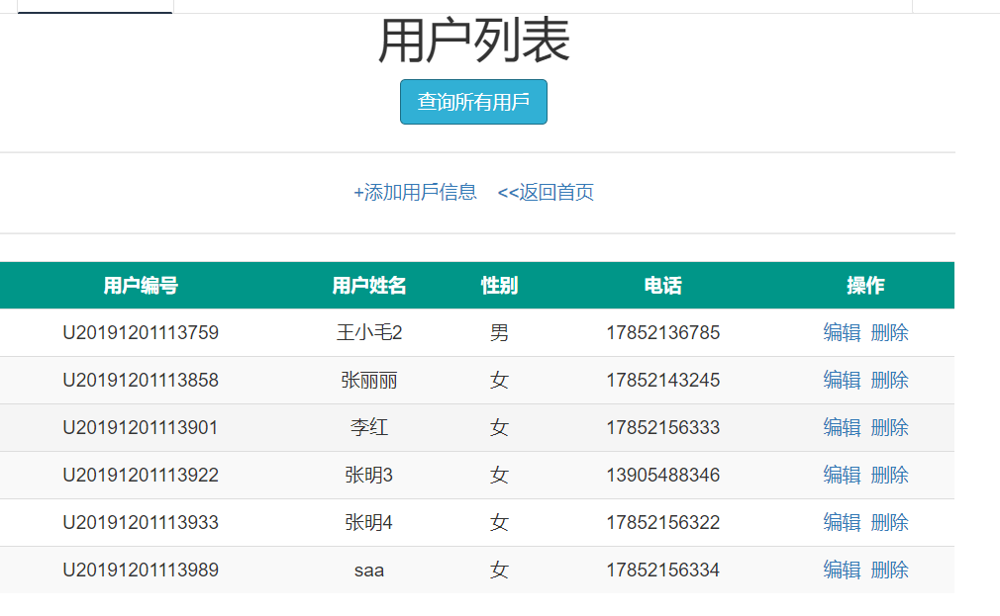 用户列表
查询所有用戶
+添加用戶信息 <<返回首页
用户编号 用户姓名 性别 电话 操作
U20191201113759 王小毛2 男 17852136785 编辑 删除
U20191201113858 张丽丽 女 17852143245 编辑 删除
U20191201113901 李红 女 17852156333 编辑 删除
U20191201113922 张明3 女 13905488346 编辑 删除
U20191201113933 张明4 女 17852156322 编辑 删除
U20191201113989 saa 女 17852156334 编辑 删除